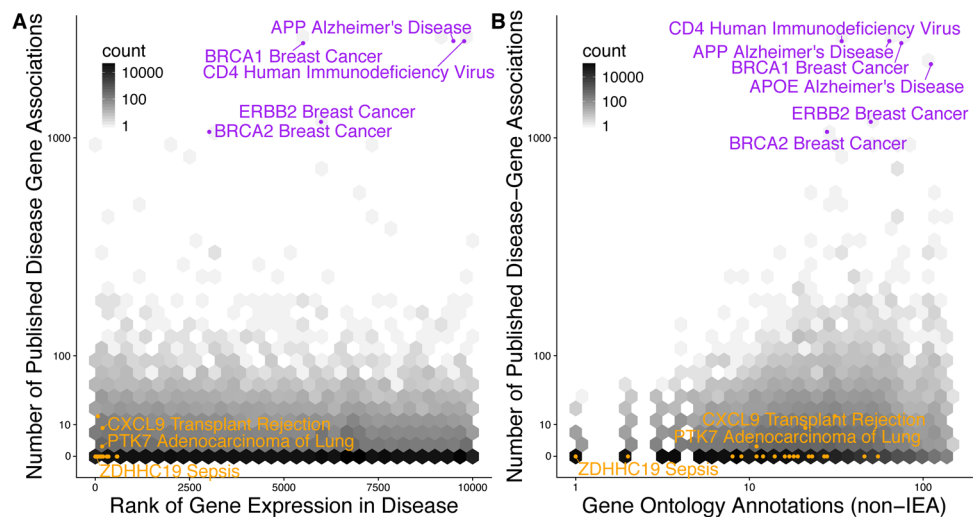 A
Number of Published Disease Gene Associations
count
10000
100
1
APP Alzheimer's Disease
BRCA1 Breast Cancer
CD4 Human Immunodeficiency Virus
ERBB2 Breast Cancer
BRCA2 Breast Cancer
1000
100
10
0
CXCL9 Transplant Rejection
PTK7 Adenocarcinoma of Lung
ZDHHC19 Sepsis
0
5000
7500
10000
2500
Rank of Gene Expression in Disease
B
Number of Published Disease-Gene Associations
count
10000
100
1
CD4 Human Immunodeficiency Virus
APP Alzheimer's Disease
BRCA1 Breast Cancer
APOE Alzheimer's Disease
ERBB2 Breast Cancer
BRCA2 Breast Cancer
1000
100
10
0
CXCL9 Transplant Rejection
PTK7 Adenocarcinoma of Lung
ZDHHC19 Sepsis
1
10
100
Gene Ontology Annotations (non-IEA)